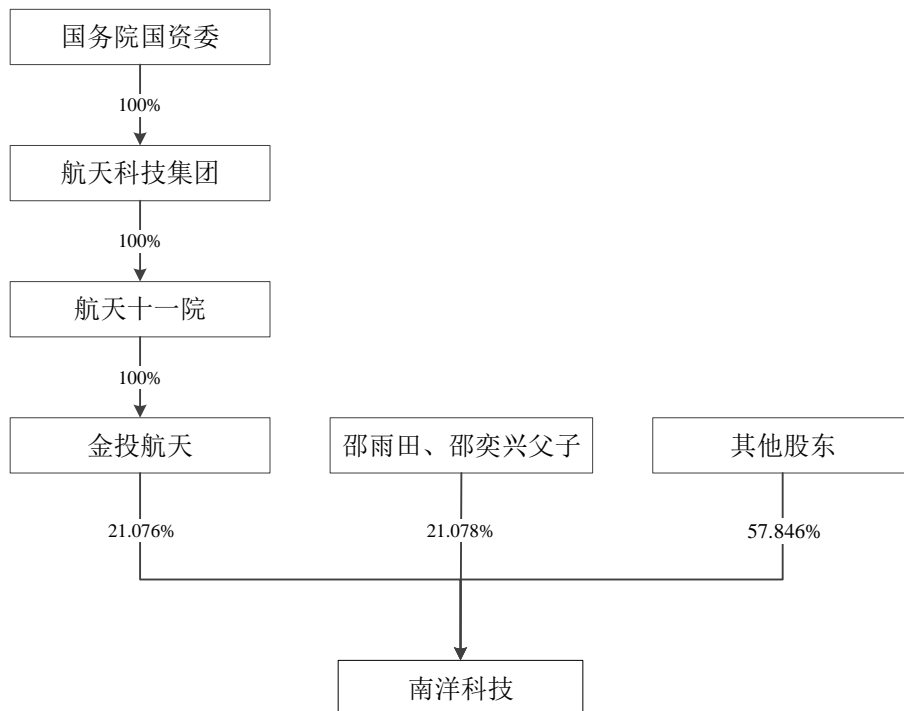 国务院国资委
100%
航天科技集团
100%
航天十一院
100%
金投航天
邵雨田、邵奕兴父子
其他股东
21.076%
21.078%
57.846%
南洋科技